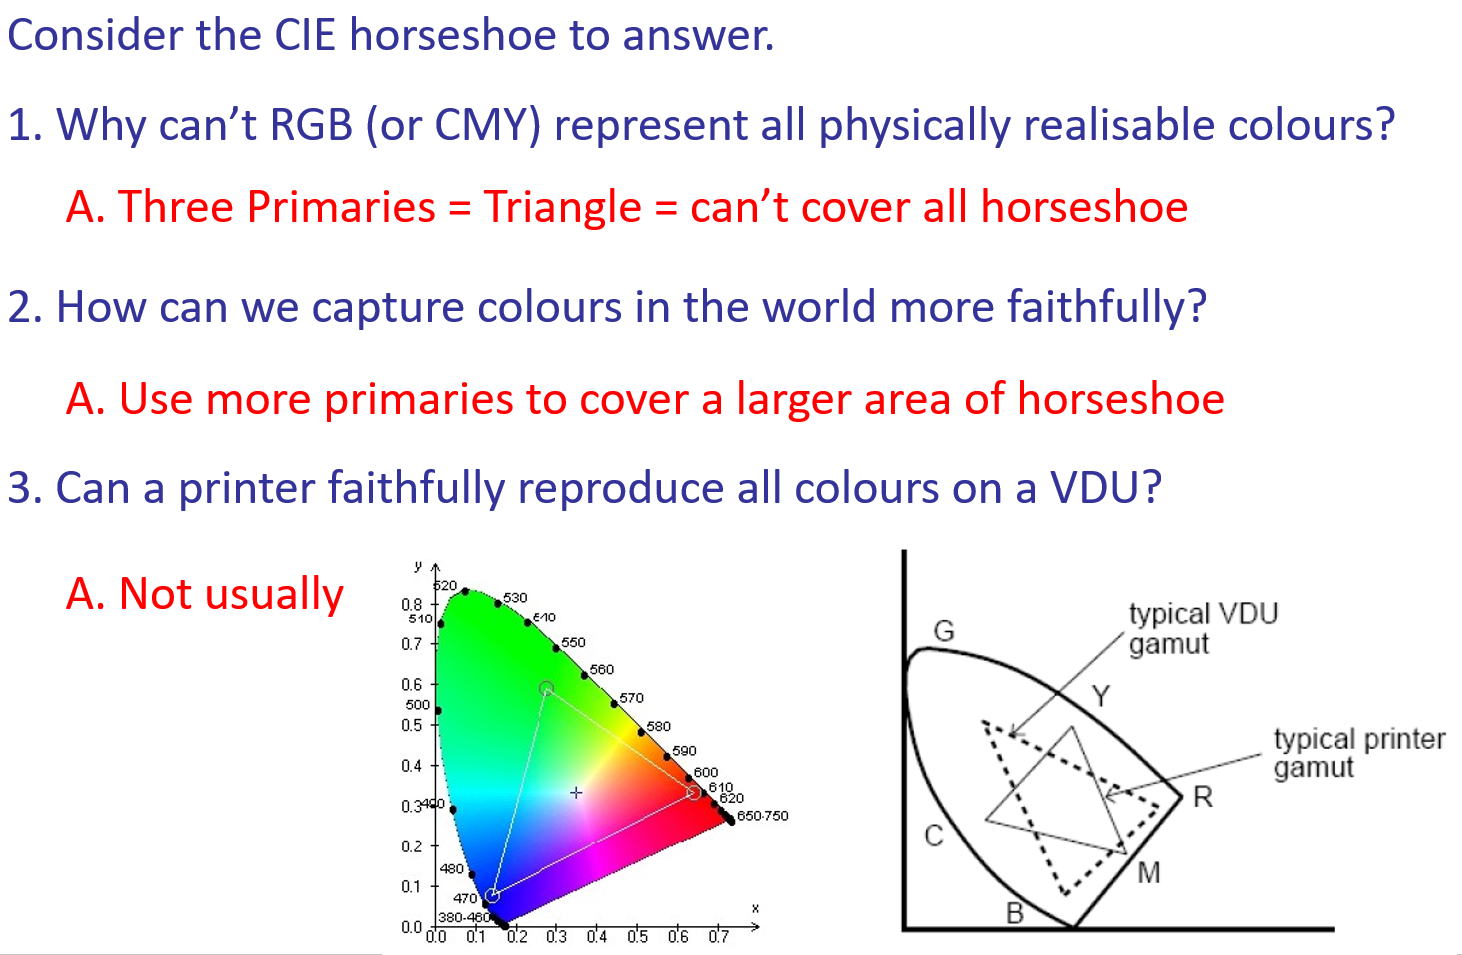 Consider the CIE horseshoe to answer.
1. Why can’t RGB (or CMY) represent all physically realisable colours?
A. Three Primaries = Triangle = can’t cover all horseshoe
2. How can we capture colours in the world more faithfully?
A. Use more primaries to cover a larger area of horseshoe
3. Can a printer faithfully reproduce all colours on a VDU?
A. Not usually
y
520
530
540
550
560
570
580
590
600
610
620
650-750
510
500
490
480
470
380-460
0.8
0.7
0.6
0.5
0.4
0.3
0.2
0.1
0.0
0.0 0.1 0.2 0.3 0.4 0.5 0.6 0.7
x
G
typical VDU
gamut
Y
typical printer
gamut
R
C
M
B